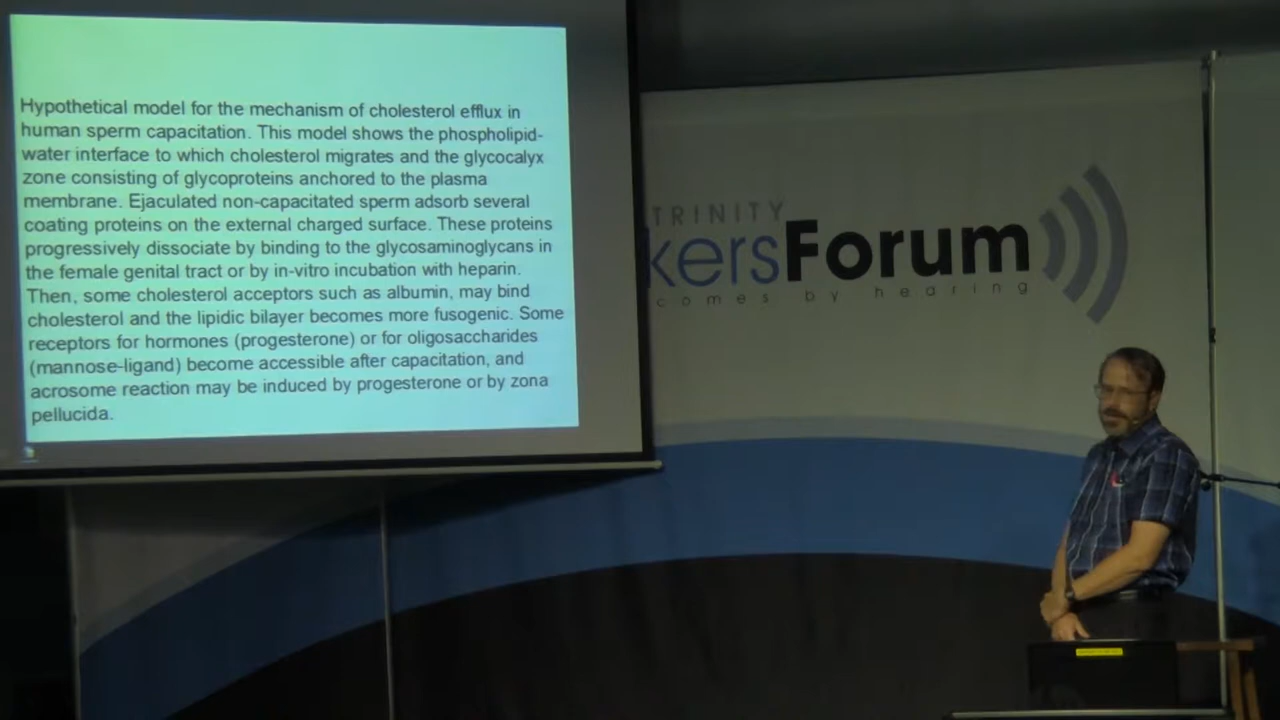 Hypothetical model for the mechanism of cholesterol efflux in
human sperm capacitation. This model shows the phospholipid-
water interface to which cholesterol migrates and the glycocalyx
zone consisting of glycoproteins anchored to the plasma
membrane. Ejaculated non-capacitated sperm adsorb several
coating proteins on the external charged surface. These proteins
progressively dissociate by binding to the glycosaminoglycans in
the female genital tract or by in-vitro incubation with heparin.
Then, some cholesterol acceptors such as albumin, may bind
cholesterol and the lipidic bilayer becomes more fusogenic. Some
receptors for hormones (progesterone) or for oligosaccharides
(mannose-ligand) become accessible after capacitation, and
acrosome reaction may be induced by progesterone or by zona
pellucida.
TRINITY
kersForum
comes by hearing